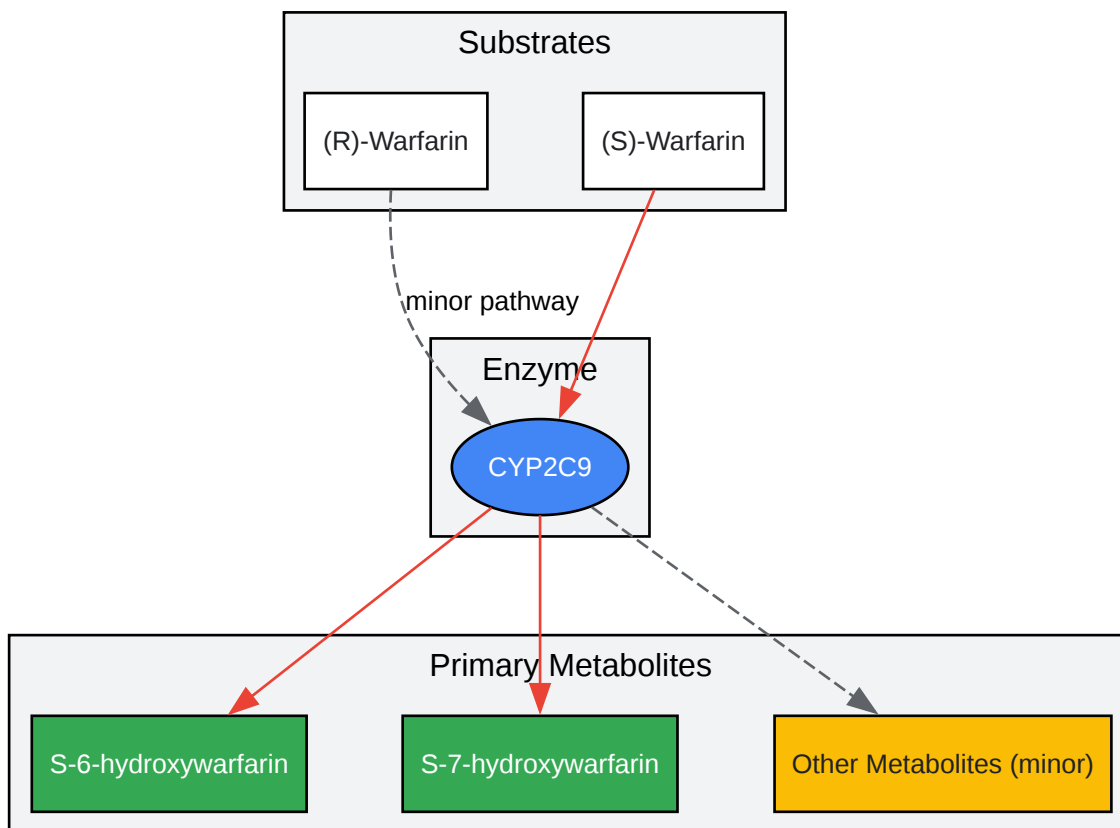 Substrates
(R)-Warfarin
(S)-Warfarin
minor pathway
Enzyme
CYP2C9
Primary Metabolites
S-6-hydroxywarfarin
S-7-hydroxywarfarin
Other Metabolites (minor)